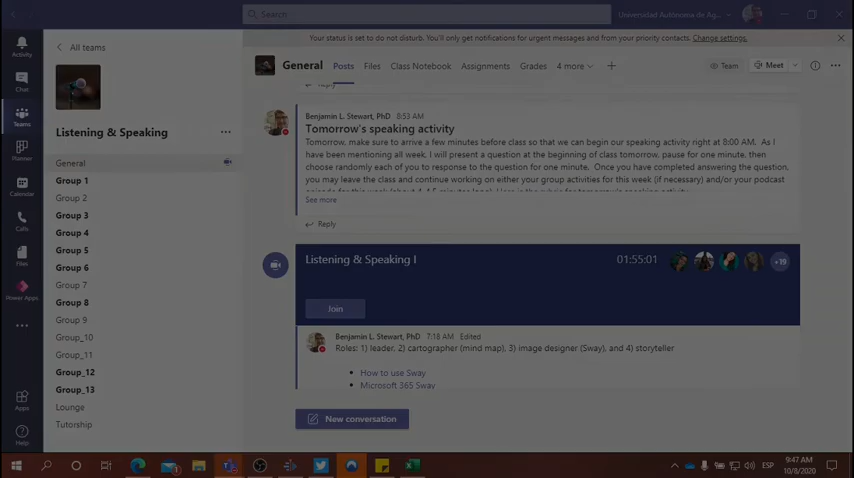 Search
Universidad Autónoma de Ag...
Your status is set to do not disturb. You'll only get notifications for urgent messages and from your priority contacts. Change settings.
Activity
Chat
Teams
Planner
Calendar
Calls
Files
Power Apps
Apps
Help
All teams
Listening & Speaking
General
Group 1
Group 2
Group 3
Group 4
Group 5
Group 6
Group 7
Group 8
Group 9
Group_10
Group_11
Group_12
Group_13
Lounge
Tutorship
General Posts Files Class Notebook Assignments Grades 4 more + Team Meet
Reply
Benjamin L. Stewart, PhD 8:53 AM
Tomorrow's speaking activity
Tomorrow, make sure to arrive a few minutes before class so that we can begin our speaking activity right at 8:00 AM. As I
have been mentioning all week, I will present a question at the beginning of class tomorrow, pause for one minute, then
choose randomly each of you to response to the question for one minute. Once you have completed answering the question,
you may leave the class and continue working on either your group activities for this week (if necessary) and/or your podcast
See more
Reply
Listening & Speaking I 01:55:01 +19
Join
Benjamin L. Stewart, PhD 7:18 AM Edited
Roles: 1) leader, 2) cartographer (mind map), 3) image designer (Sway), and 4) storyteller
• How to use Sway
• Microsoft 365 Sway
New conversation
ESP
9:47 AM
10/8/2020